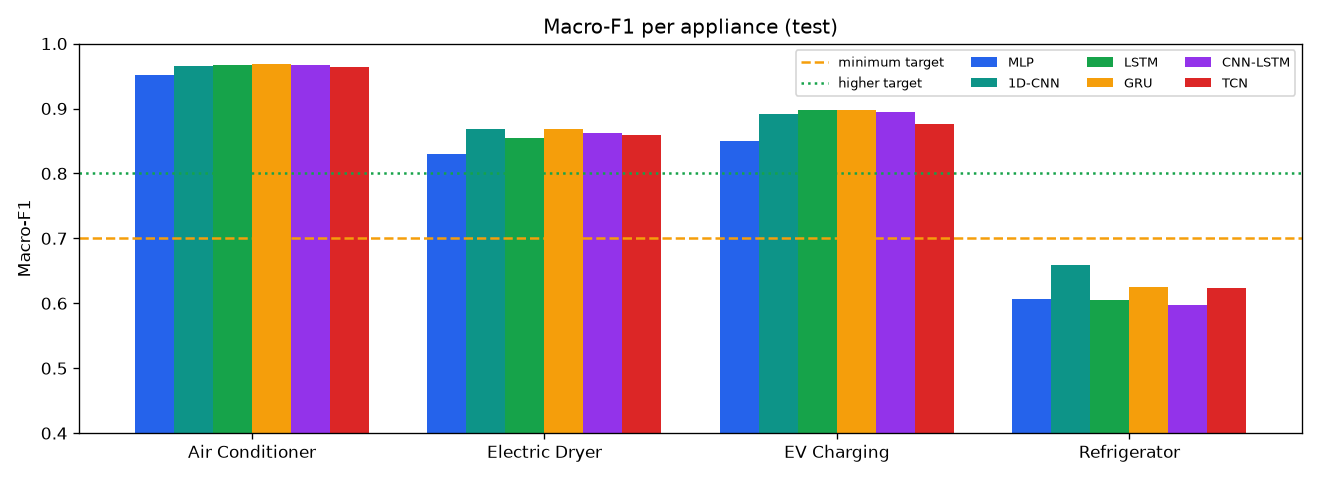 Macro-F1 per appliance (test)
Macro-F1
1.0
0.9
0.8
0.7
0.6
0.5
0.4
minimum target
higher target
MLP
1D-CNN
LSTM
GRU
CNN-LSTM
TCN
Air Conditioner
Electric Dryer
EV Charging
Refrigerator